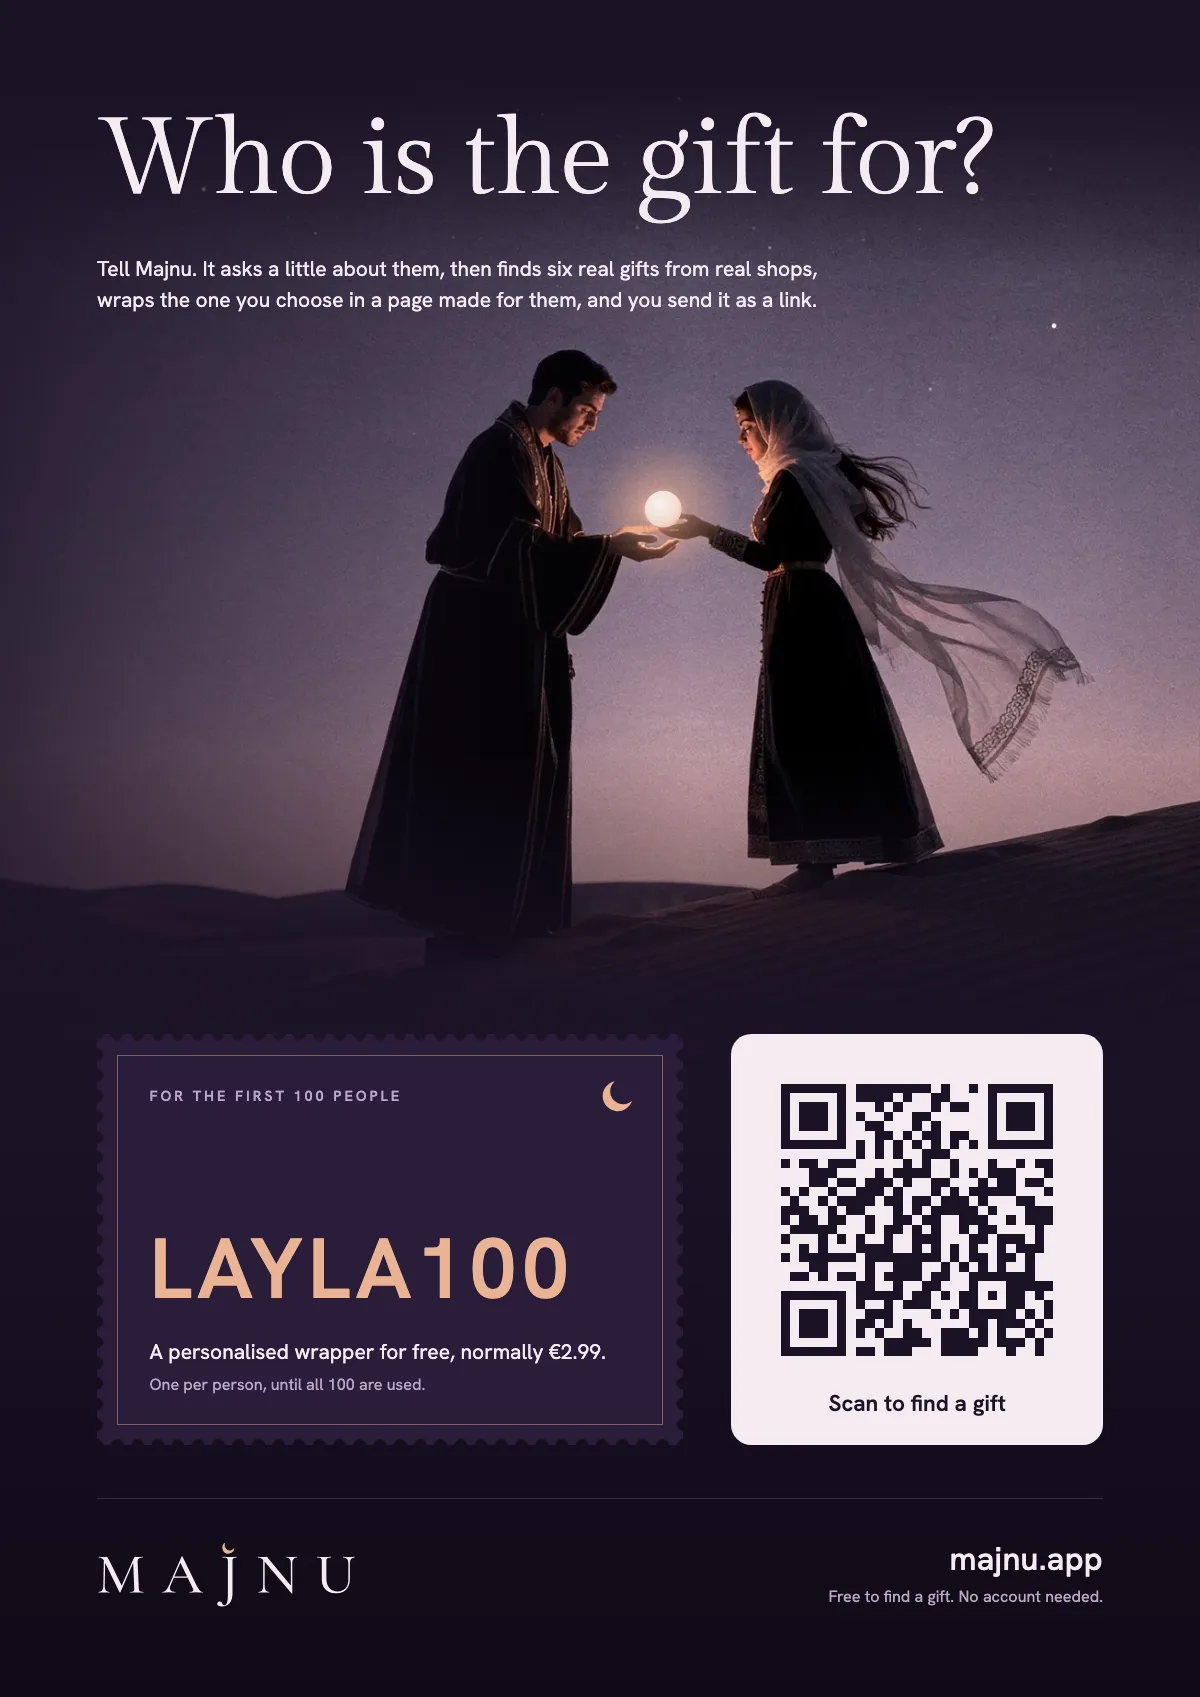 Who is the gift for?
Tell Majnu. It asks a little about them, then finds six real gifts from real shops,
wraps the one you choose in a page made for them, and you send it as a link.
FOR THE FIRST 100 PEOPLE
LAYLA100
A personalised wrapper for free, normally €2.99.
One per person, until all 100 are used.
Scan to find a gift
MAJNU
majnu.app
Free to find a gift. No account needed.